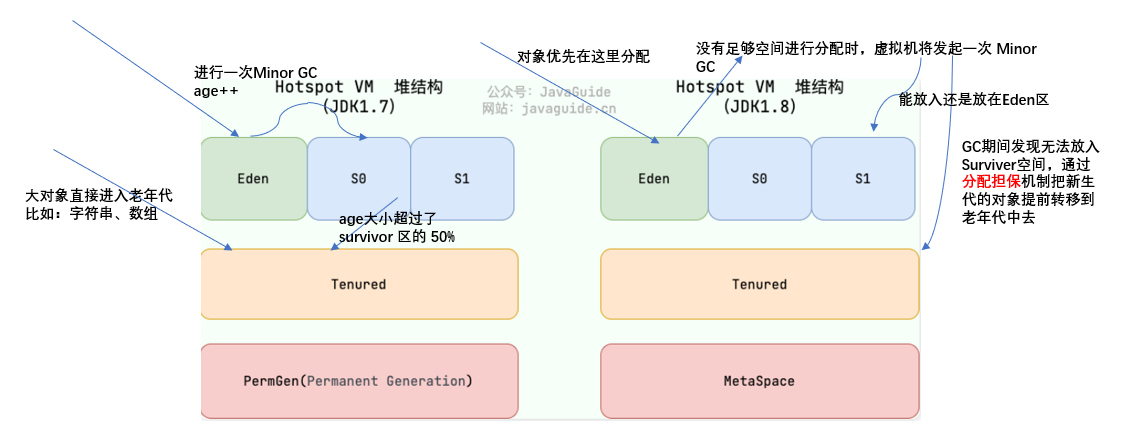 对象优先在这里分配
没有足够空间进行分配时，虚拟机将发起一次 Minor
GC
进行一次Minor GC
age++
Hotspot VM 堆结构
(JDK1.7)
公众号: JavaGuide
网站: javaguide.cn
Hotspot VM 堆结构
(JDK1.8)
能放入还是放在Eden区
Eden
S0
S1
Eden
S0
S1
GC期间发现无法放入
Surviver空间，通过
分配担保机制把新生
代的对象提前转移到
老年代中去
大对象直接进入老年代
比如：字符串、数组
age大小超过了
survivor 区的 50%
Tenured
Tenured
PermGen(Permanent Generation)
MetaSpace